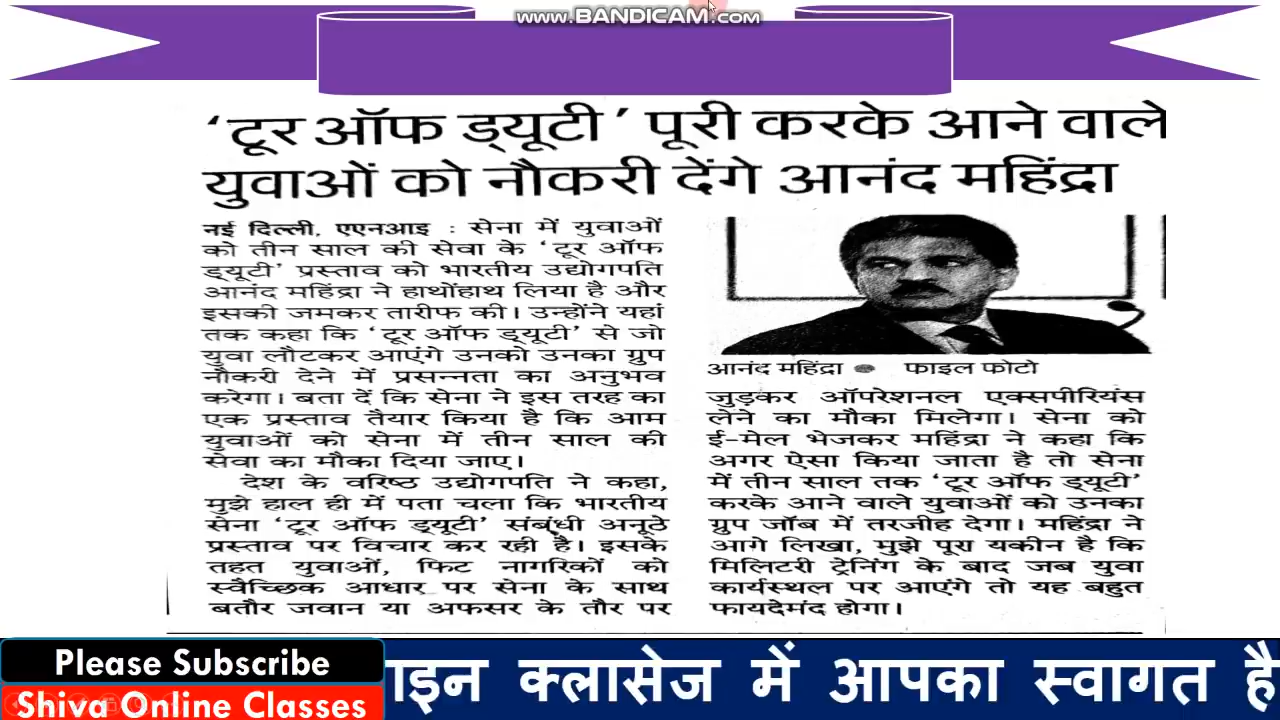 www.BANDICAM.com
‘टूर ऑफ ड्यूटी ’ पूरी करके आने वाले
युवाओं को नौकरी देंगे आनंद महिंद्रा
नई दिल्ली, एएनआइ : सेना में युवाओं
को तीन साल की सेवा के ‘टूर ऑफ
ड्यूटी’ प्रस्ताव को भारतीय उद्योगपति
आनंद महिंद्रा ने हाथोंहाथ लिया है और
इसकी जमकर तारीफ की। उन्होंने यहां
तक कहा कि ‘टूर ऑफ ड्यूटी’ से जो
युवा लौटकर आएंगे उनको उनका ग्रुप
नौकरी देने में प्रसन्नता का अनुभव
करेगा। बता दें कि सेना ने इस तरह का
एक प्रस्ताव तैयार किया है कि आम
युवाओं को सेना में तीन साल की
सेवा का मौका दिया जाए।
देश के वरिष्ठ उद्योगपति ने कहा,
मुझे हाल ही में पता चला कि भारतीय
सेना ‘टूर ऑफ ड्यूटी’ संबंधी अनूठे
प्रस्ताव पर विचार कर रही है। इसके
तहत युवाओं, फिट नागरिकों को
स्वैच्छिक आधार पर सेना के साथ
बतौर जवान या अफसर के तौर पर
आनंद महिंद्रा ● फाइल फोटो
जुड़कर ऑपरेशनल एक्सपीरियंस
लेने का मौका मिलेगा। सेना को
ई-मेल भेजकर महिंद्रा ने कहा कि
अगर ऐसा किया जाता है तो सेना
में तीन साल तक ‘टूर ऑफ ड्यूटी’
करके आने वाले युवाओं को उनका
ग्रुप जॉब में तरजीह देगा। महिंद्रा ने
आगे लिखा, मुझे पूरा यकीन है कि
मिलिटरी ट्रेनिंग के बाद जब युवा
कार्यस्थल पर आएंगे तो यह बहुत
फायदेमंद होगा।
Please Subscribe
Shiva Online Classes
ाइन क्लासेज में आपका स्वागत है